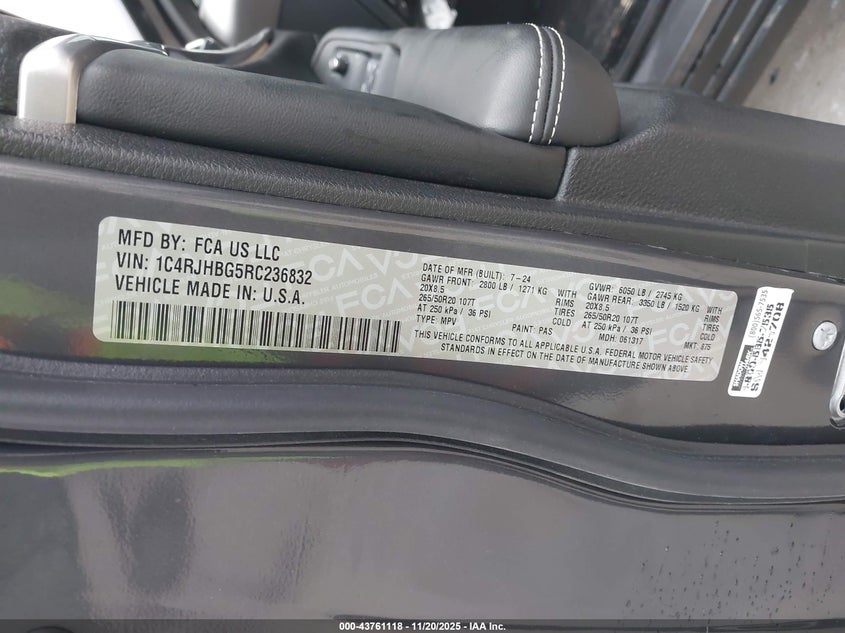 MFD BY: FCA US LLC
VIN: 1C4RJHBG5RC236832
VEHICLE MADE IN: U.S.A.
DATE OF MFR (BUILT): 7-24
GAWR FRONT: 2800 LB / 1271 KG WITH
20X8.5 RIMS
265/50R20 107T TIRES
AT 250 kPa / 36 PSI COLD
TYPE: MPV PAINT: PAS
GVWR: 6050 LB / 2745 KG
GAWR REAR: 3350 LB / 1520 KG WITH
20X8.5 RIMS
265/50R20 107T TIRES
AT 250 kPa / 36 PSI COLD
MDH: 061317 MKT: 875
THIS VEHICLE CONFORMS TO ALL APPLICABLE U.S.A. FEDERAL MOTOR VEHICLE SAFETY
STANDARDS IN EFFECT ON THE DATE OF MANUFACTURE SHOWN ABOVE.
000-43761118 - 11/20/2025 - IAA Inc.